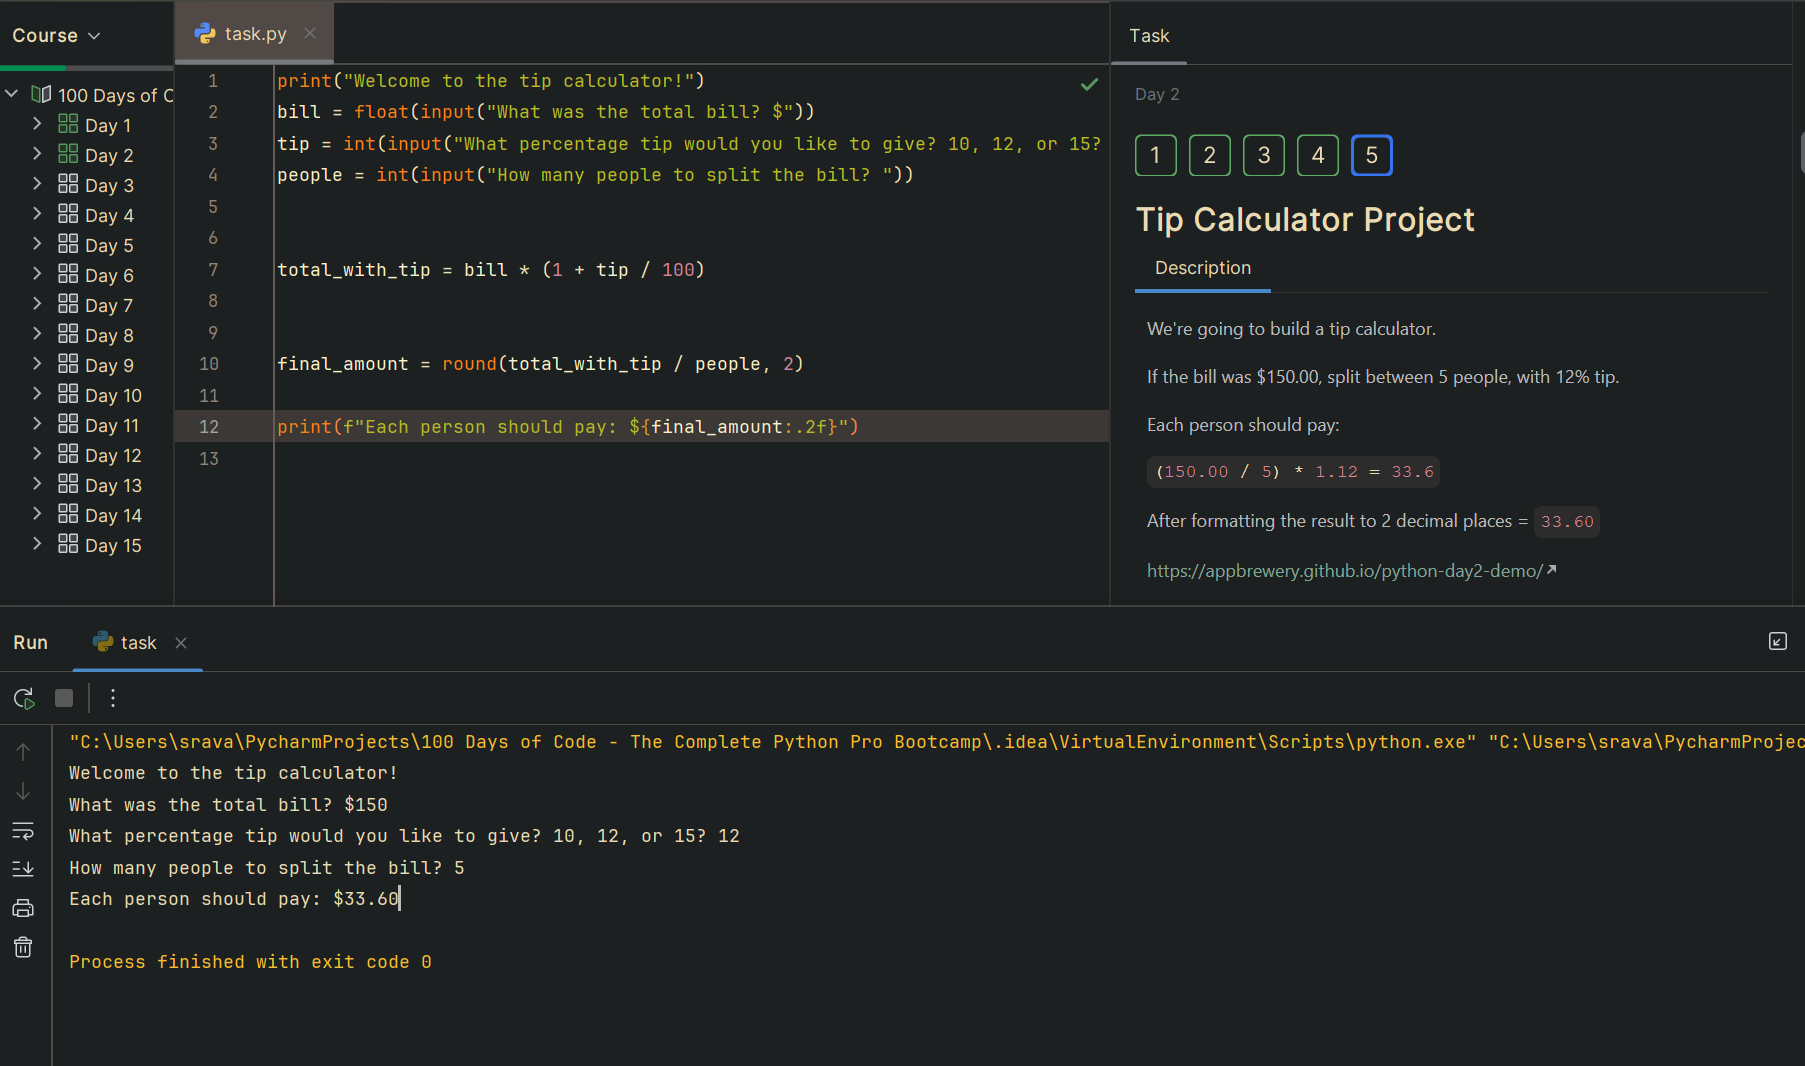 Course
100 Days of C
Day 1
Day 2
Day 3
Day 4
Day 5
Day 6
Day 7
Day 8
Day 9
Day 10
Day 11
Day 12
Day 13
Day 14
Day 15
task.py
1 print("Welcome to the tip calculator!")
2 bill = float(input("What was the total bill? $"))
3 tip = int(input("What percentage tip would you like to give? 10, 12, or 15?
4 people = int(input("How many people to split the bill? "))
5
6
7 total_with_tip = bill * (1 + tip / 100)
8
9
10 final_amount = round(total_with_tip / people, 2)
11
12 print(f"Each person should pay: ${final_amount:.2f}")
13
Task
Day 2
1 2 3 4 5
Tip Calculator Project
Description
We're going to build a tip calculator.
If the bill was $150.00, split between 5 people, with 12% tip.
Each person should pay:
(150.00 / 5) * 1.12 = 33.6
After formatting the result to 2 decimal places = 33.60
https://appbrewery.github.io/python-day2-demo/
Run task
"C:\Users\srava\PycharmProjects\100 Days of Code - The Complete Python Pro Bootcamp\.idea\VirtualEnvironment\Scripts\python.exe" "C:\Users\srava\PycharmProjec
Welcome to the tip calculator!
What was the total bill? $150
What percentage tip would you like to give? 10, 12, or 15? 12
How many people to split the bill? 5
Each person should pay: $33.60
Process finished with exit code 0